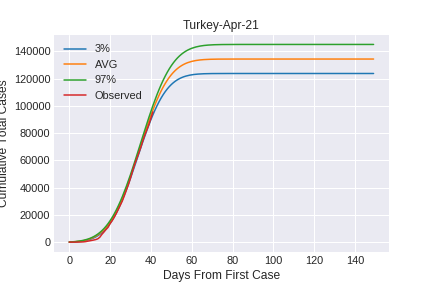 Turkey-Apr-21
3%
AVG
97%
Observed
140000
120000
100000
80000
60000
40000
20000
0
Cumulative Total Cases
0 20 40 60 80 100 120 140
Days From First Case